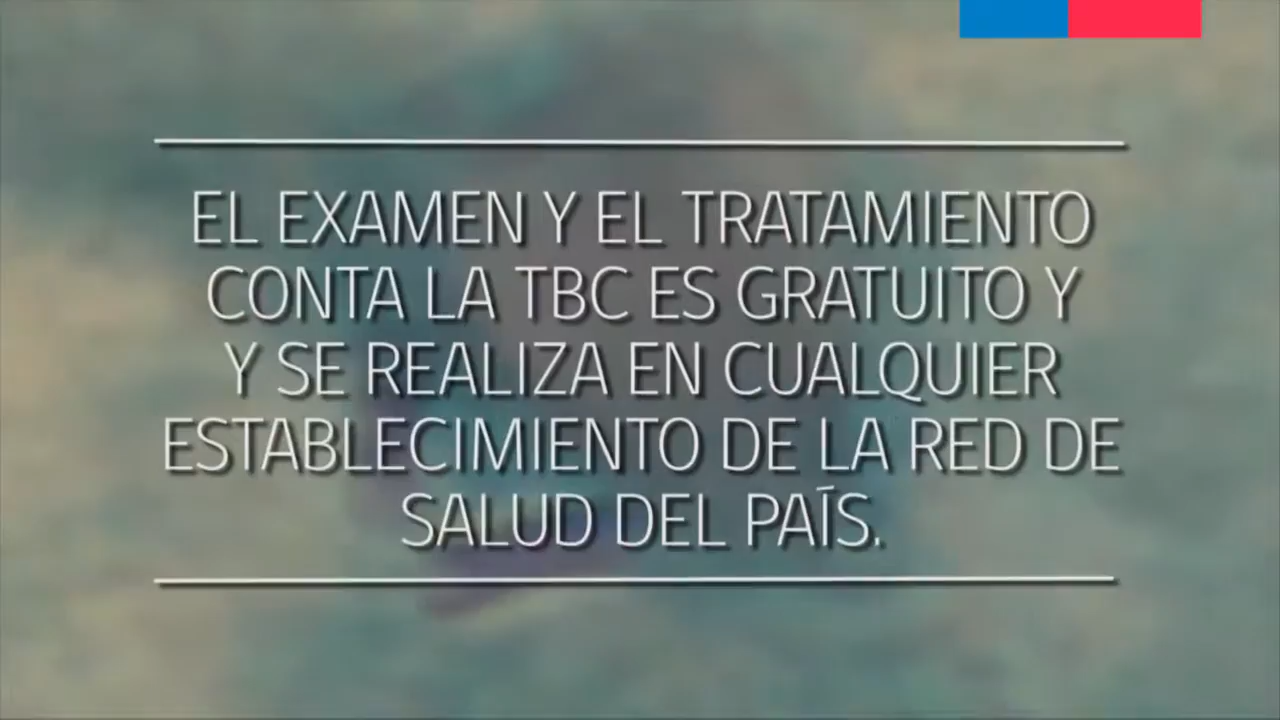 EL EXAMEN Y EL TRATAMIENTO
CONTA LA TBC ES GRATUITO Y
Y SE REALIZA EN CUALQUIER
ESTABLECIMIENTO DE LA RED DE
SALUD DEL PAÍS.